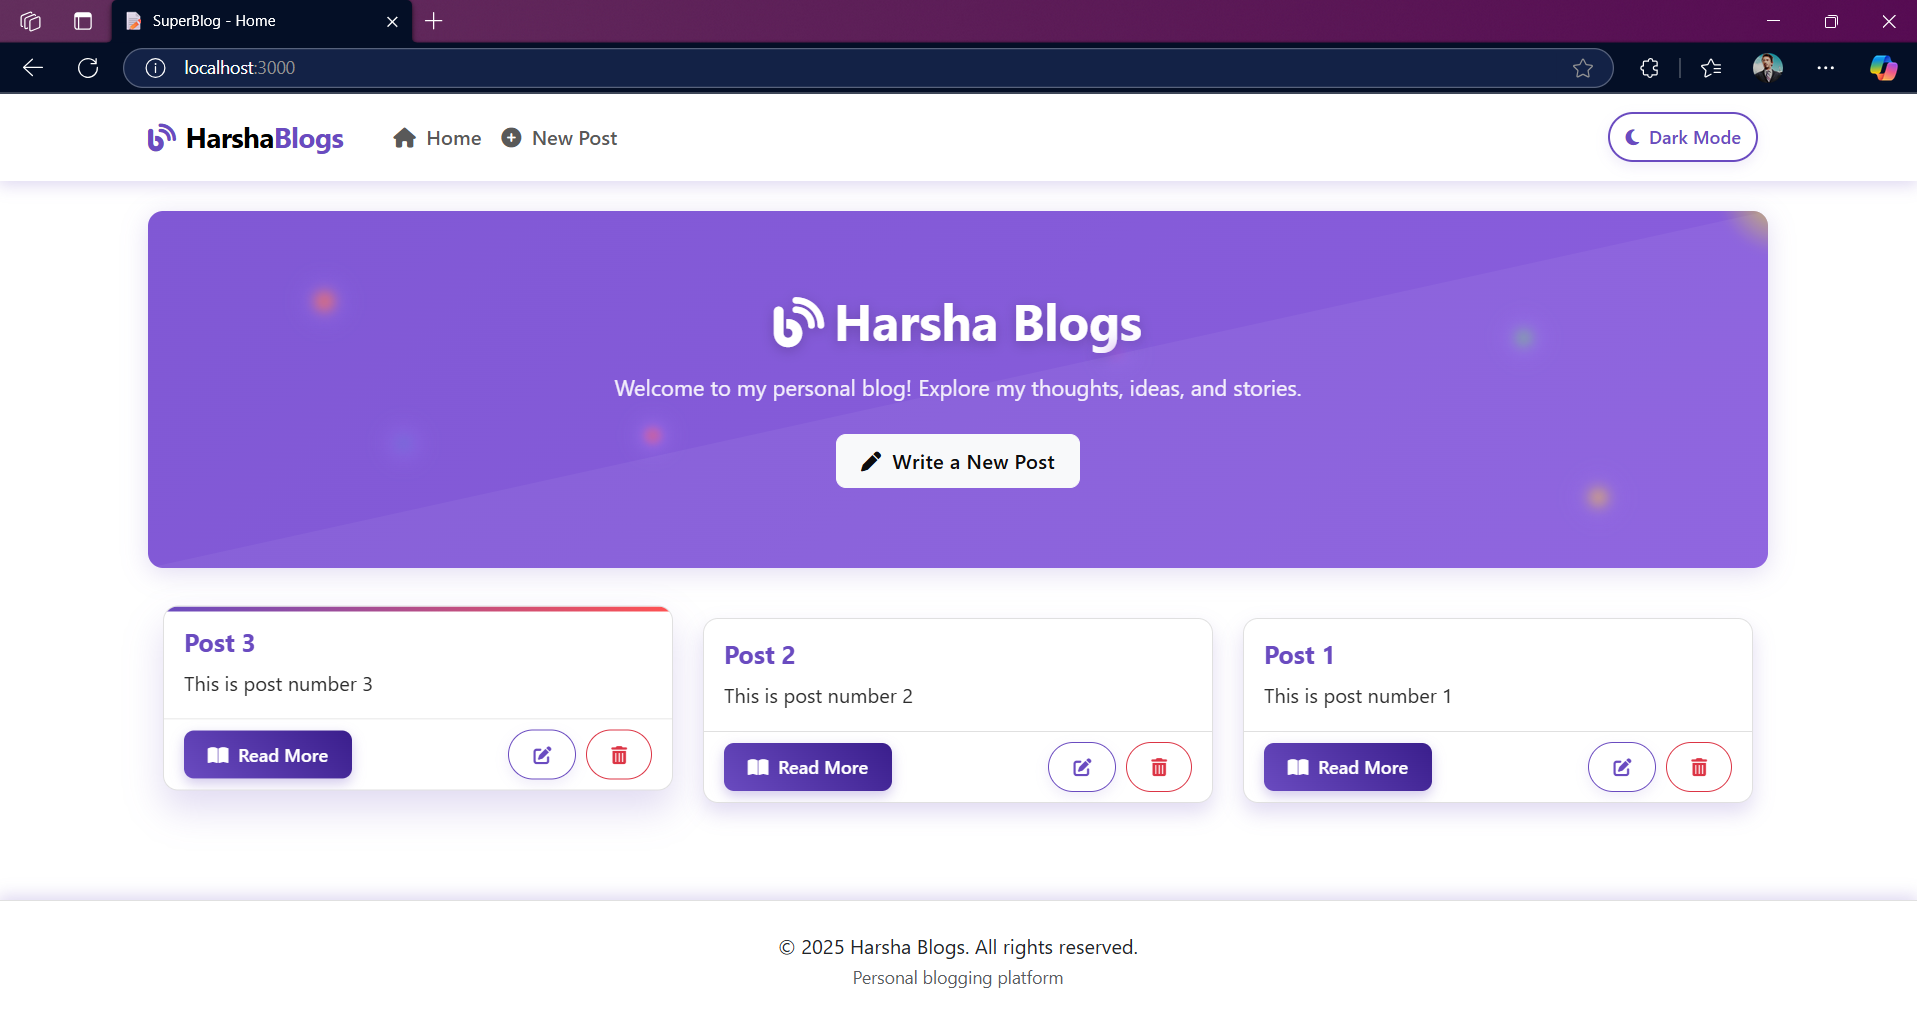 SuperBlog - Home
localhost:3000
HarshaBlogs
Home
New Post
Dark Mode
Harsha Blogs
Welcome to my personal blog! Explore my thoughts, ideas, and stories.
Write a New Post
Post 3
This is post number 3
Read More
Post 2
This is post number 2
Read More
Post 1
This is post number 1
Read More
© 2025 Harsha Blogs. All rights reserved.
Personal blogging platform